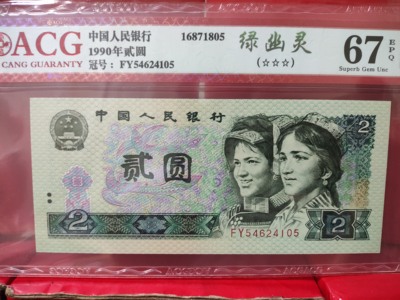 ACG
CANG GUARANTY
中国人民银行
1990年贰圆
冠号：FY54624105
16871805
绿幽灵
(☆☆☆)
67 EPQ
Superb Gem Unc
中国人民银行
2
贰圆
2
2
FY54624105